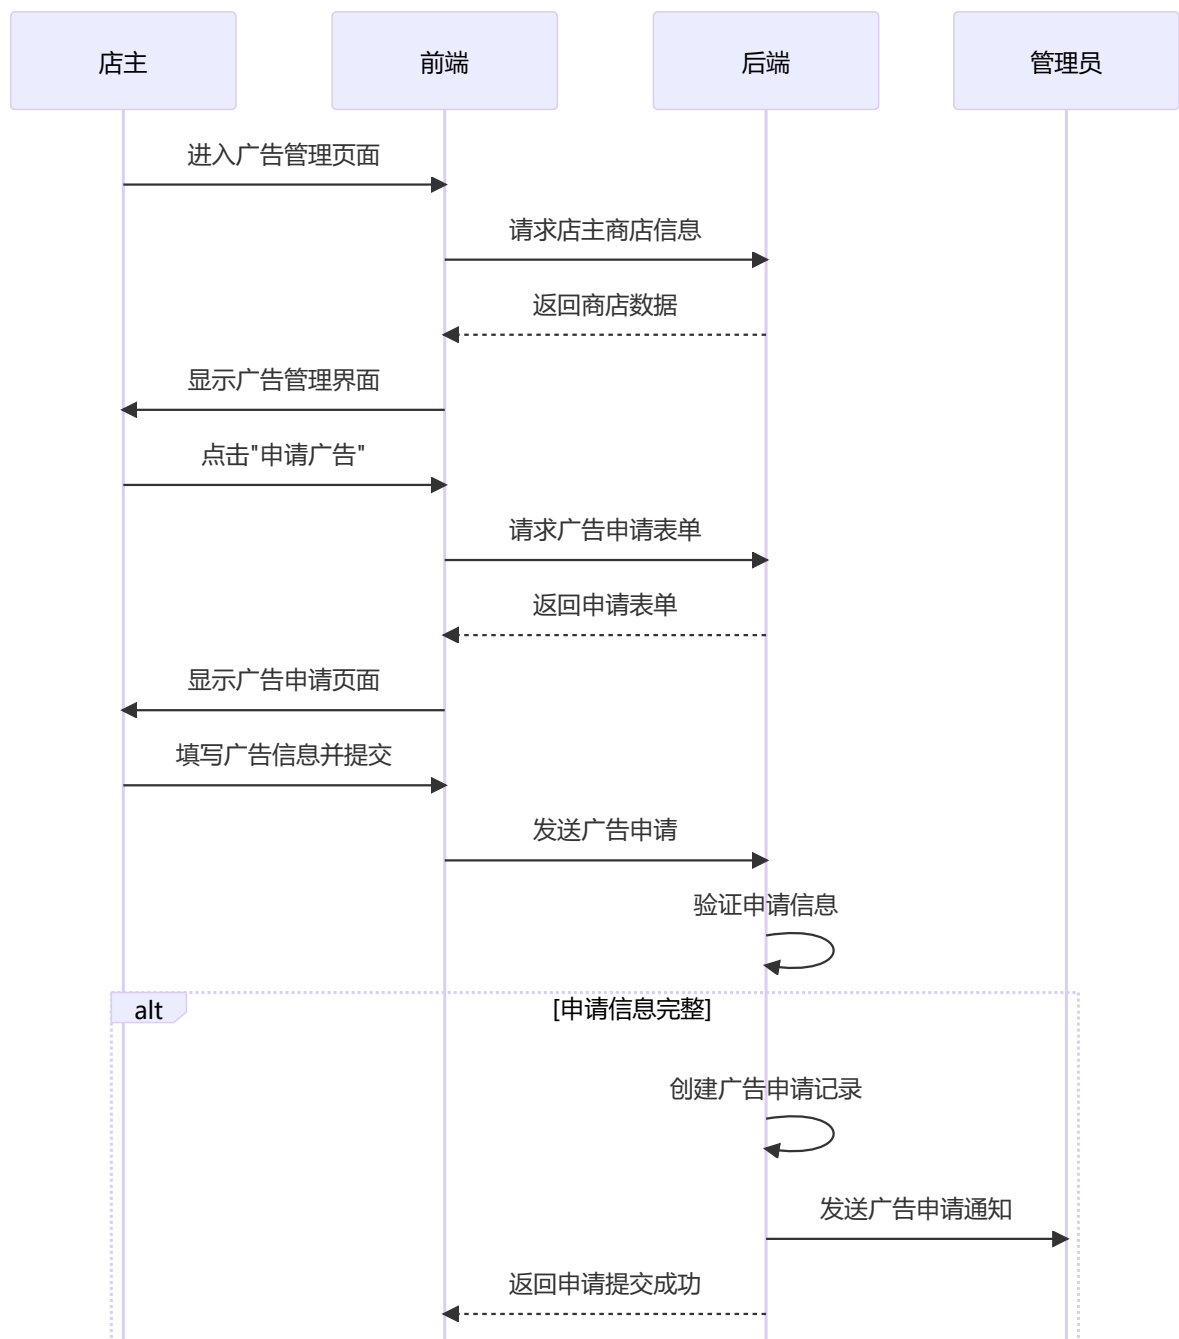 店主
前端
后端
管理员
进入广告管理页面
请求店主商店信息
返回商店数据
显示广告管理界面
点击"申请广告"
请求广告申请表单
返回申请表单
显示广告申请页面
填写广告信息并提交
发送广告申请
验证申请信息
alt
[申请信息完整]
创建广告申请记录
发送广告申请通知
返回申请提交成功